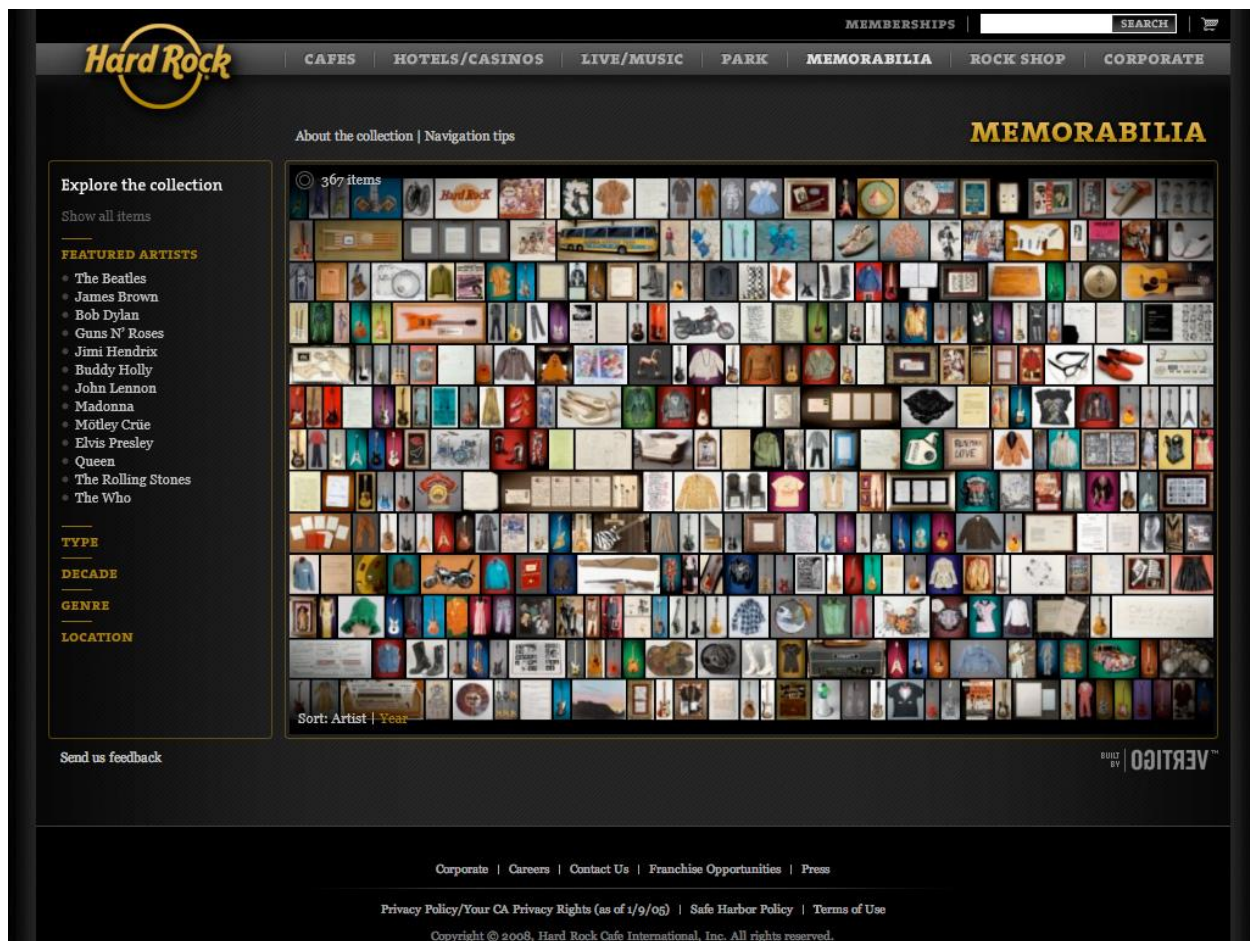 MEMBERSHIPS | SEARCH
Hard Rock
CAFES HOTELS/CASINOS LIVE/MUSIC PARK MEMORABILIA ROCK SHOP CORPORATE
About the collection | Navigation tips
MEMORABILIA
Explore the collection
Show all items
FEATURED ARTISTS
The Beatles
James Brown
Bob Dylan
Guns N' Roses
Jimi Hendrix
Buddy Holly
John Lennon
Madonna
Mötley Crüe
Elvis Presley
Queen
The Rolling Stones
The Who
TYPE
DECADE
GENRE
LOCATION
367 items
Hard Rock
LOVE
Sort: Artist | Year
Send us feedback
BUILT BY | VERTIGO™
Corporate | Careers | Contact Us | Franchise Opportunities | Press
Privacy Policy/Your CA Privacy Rights (as of 1/9/05) | Safe Harbor Policy | Terms of Use
Copyright © 2008, Hard Rock Cafe International, Inc. All rights reserved.